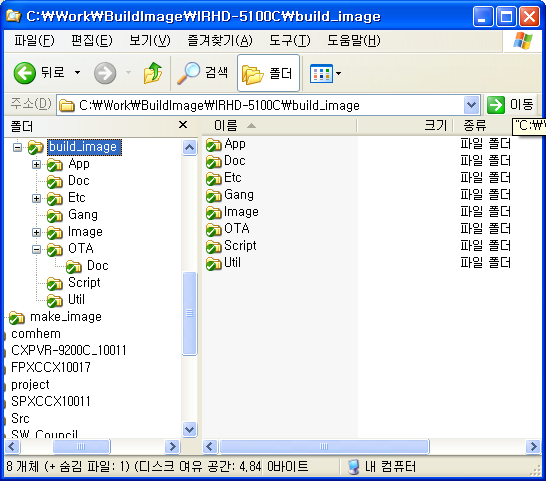 C:₩Work₩BuildImage₩IRHD-5100C₩build_image
파일(F) 편집(E) 보기(V) 즐겨찾기(A) 도구(T) 도움말(H)
뒤로 검색 폴더
주소(D) C:₩Work₩BuildImage₩IRHD-5100C₩build_image 이동
폴더
이름 크기 종류
"C:₩
build_image
App
Doc
Etc
Gang
Image
OTA
Doc
Script
Util
make_image
comhem
CXPVR-9200C_10011
FPXCCX10017
project
SPXCCX10011
Src
SW_Council
App 파일 폴더
Doc 파일 폴더
Etc 파일 폴더
Gang 파일 폴더
Image 파일 폴더
OTA 파일 폴더
Script 파일 폴더
Util 파일 폴더
8 개체 (+ 숨김 파일: 1) (디스크 여유 공간: 4,84 0바이트 내 컴퓨터